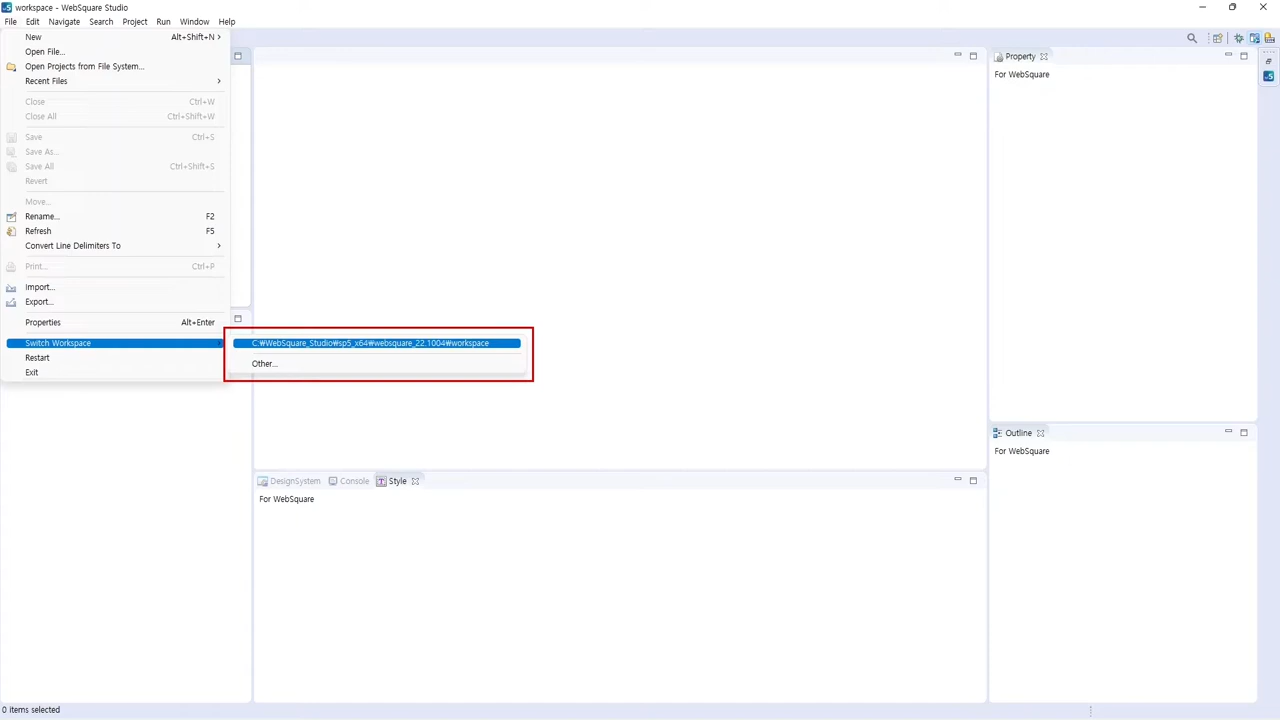 workspace - WebSquare Studio
File Edit Navigate Search Project Run Window Help
New Alt+Shift+N
Open File...
Open Projects from File System...
Recent Files
Close Ctrl+W
Close All Ctrl+Shift+W
Save Ctrl+S
Save As...
Save All Ctrl+Shift+S
Revert
Move...
Rename... F2
Refresh F5
Convert Line Delimiters To
Print... Ctrl+P
Import...
Export...
Properties Alt+Enter
Switch Workspace
Restart
Exit
C:₩WebSquare_Studio₩sp5_x64₩websquare_22.1004₩workspace
Other...
Property
For WebSquare
Outline
For WebSquare
DesignSystem Console Style
For WebSquare
0 items selected